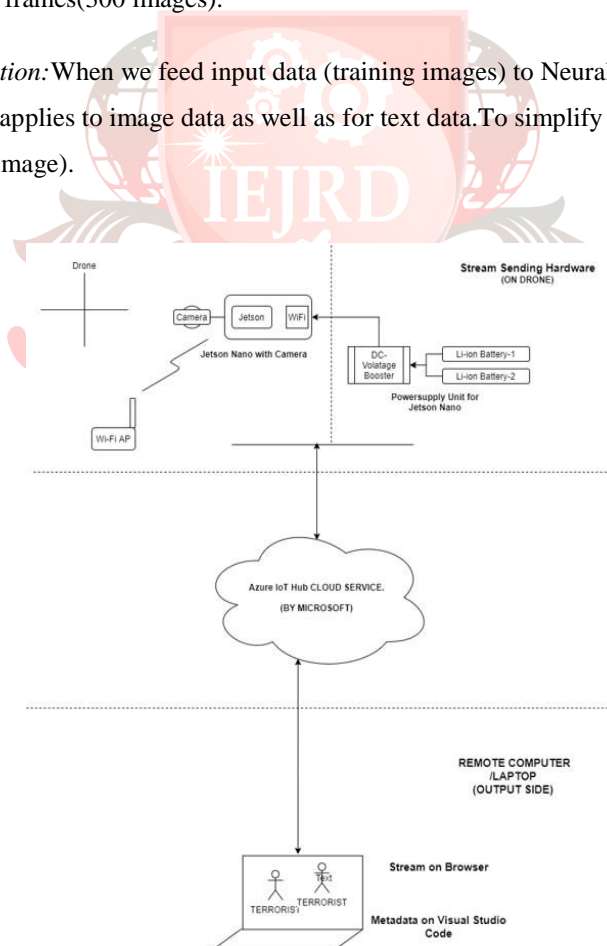 frames(300 images).
tion:When we feed input data (training images) to Neural
applies to image data as well as for text data.To simplify
mage).
IEJRD
Drone
Stream Sending Hardware
(ON DRONE)
Camera
Jetson
WiFi
Jetson Nano with Camera
DC-
Volatage
Booster
Li-ion Battery-1
Li-ion Battery-2
Powersupply Unit for
Jetson Nano
Wi-Fi AP
Azure IoT Hub CLOUD SERVICE.
(BY MICROSOFT)
REMOTE COMPUTER
/LAPTOP
(OUTPUT SIDE)
Stream on Browser
Text
TERRORIST
TERRORIST
Metadata on Visual Studio
Code